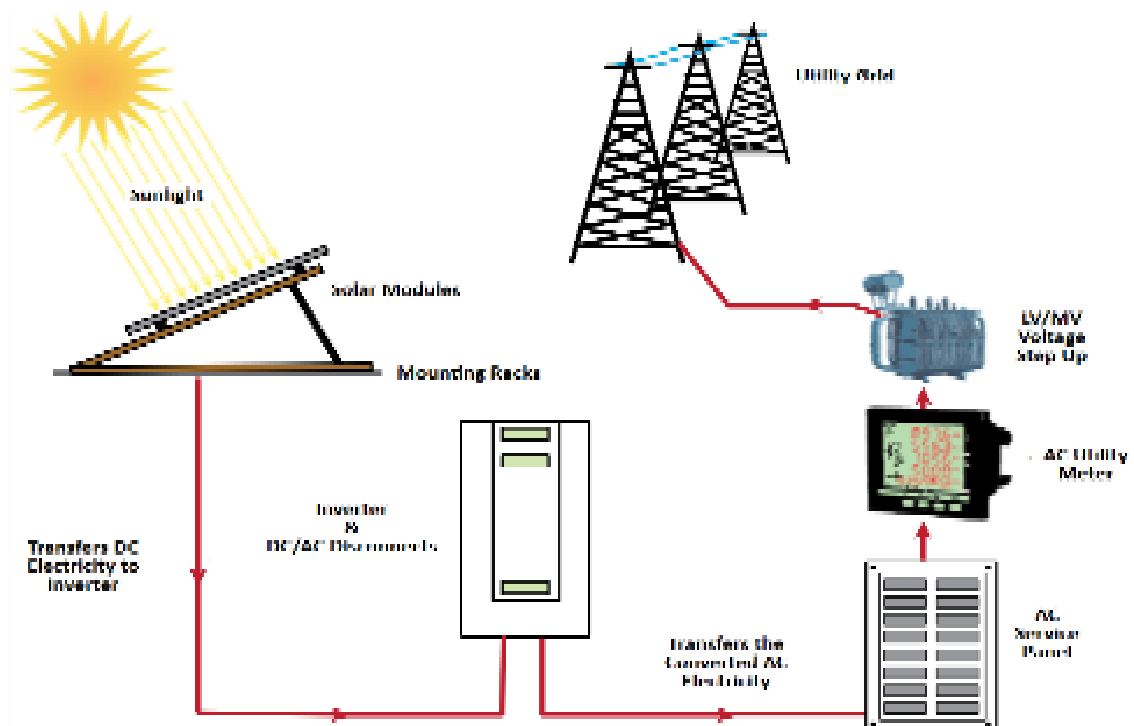 Utility Grid
Sunlight
Solar Modules
Mounting Racks
LV/MV
Voltage
Step Up
AC Utility
Meter
Inverter
&
DC/AC Disconnects
Transfers DC
Electricity to
Inverter
Transfers the
Converted AC
Electricity
AC
Service
Panel